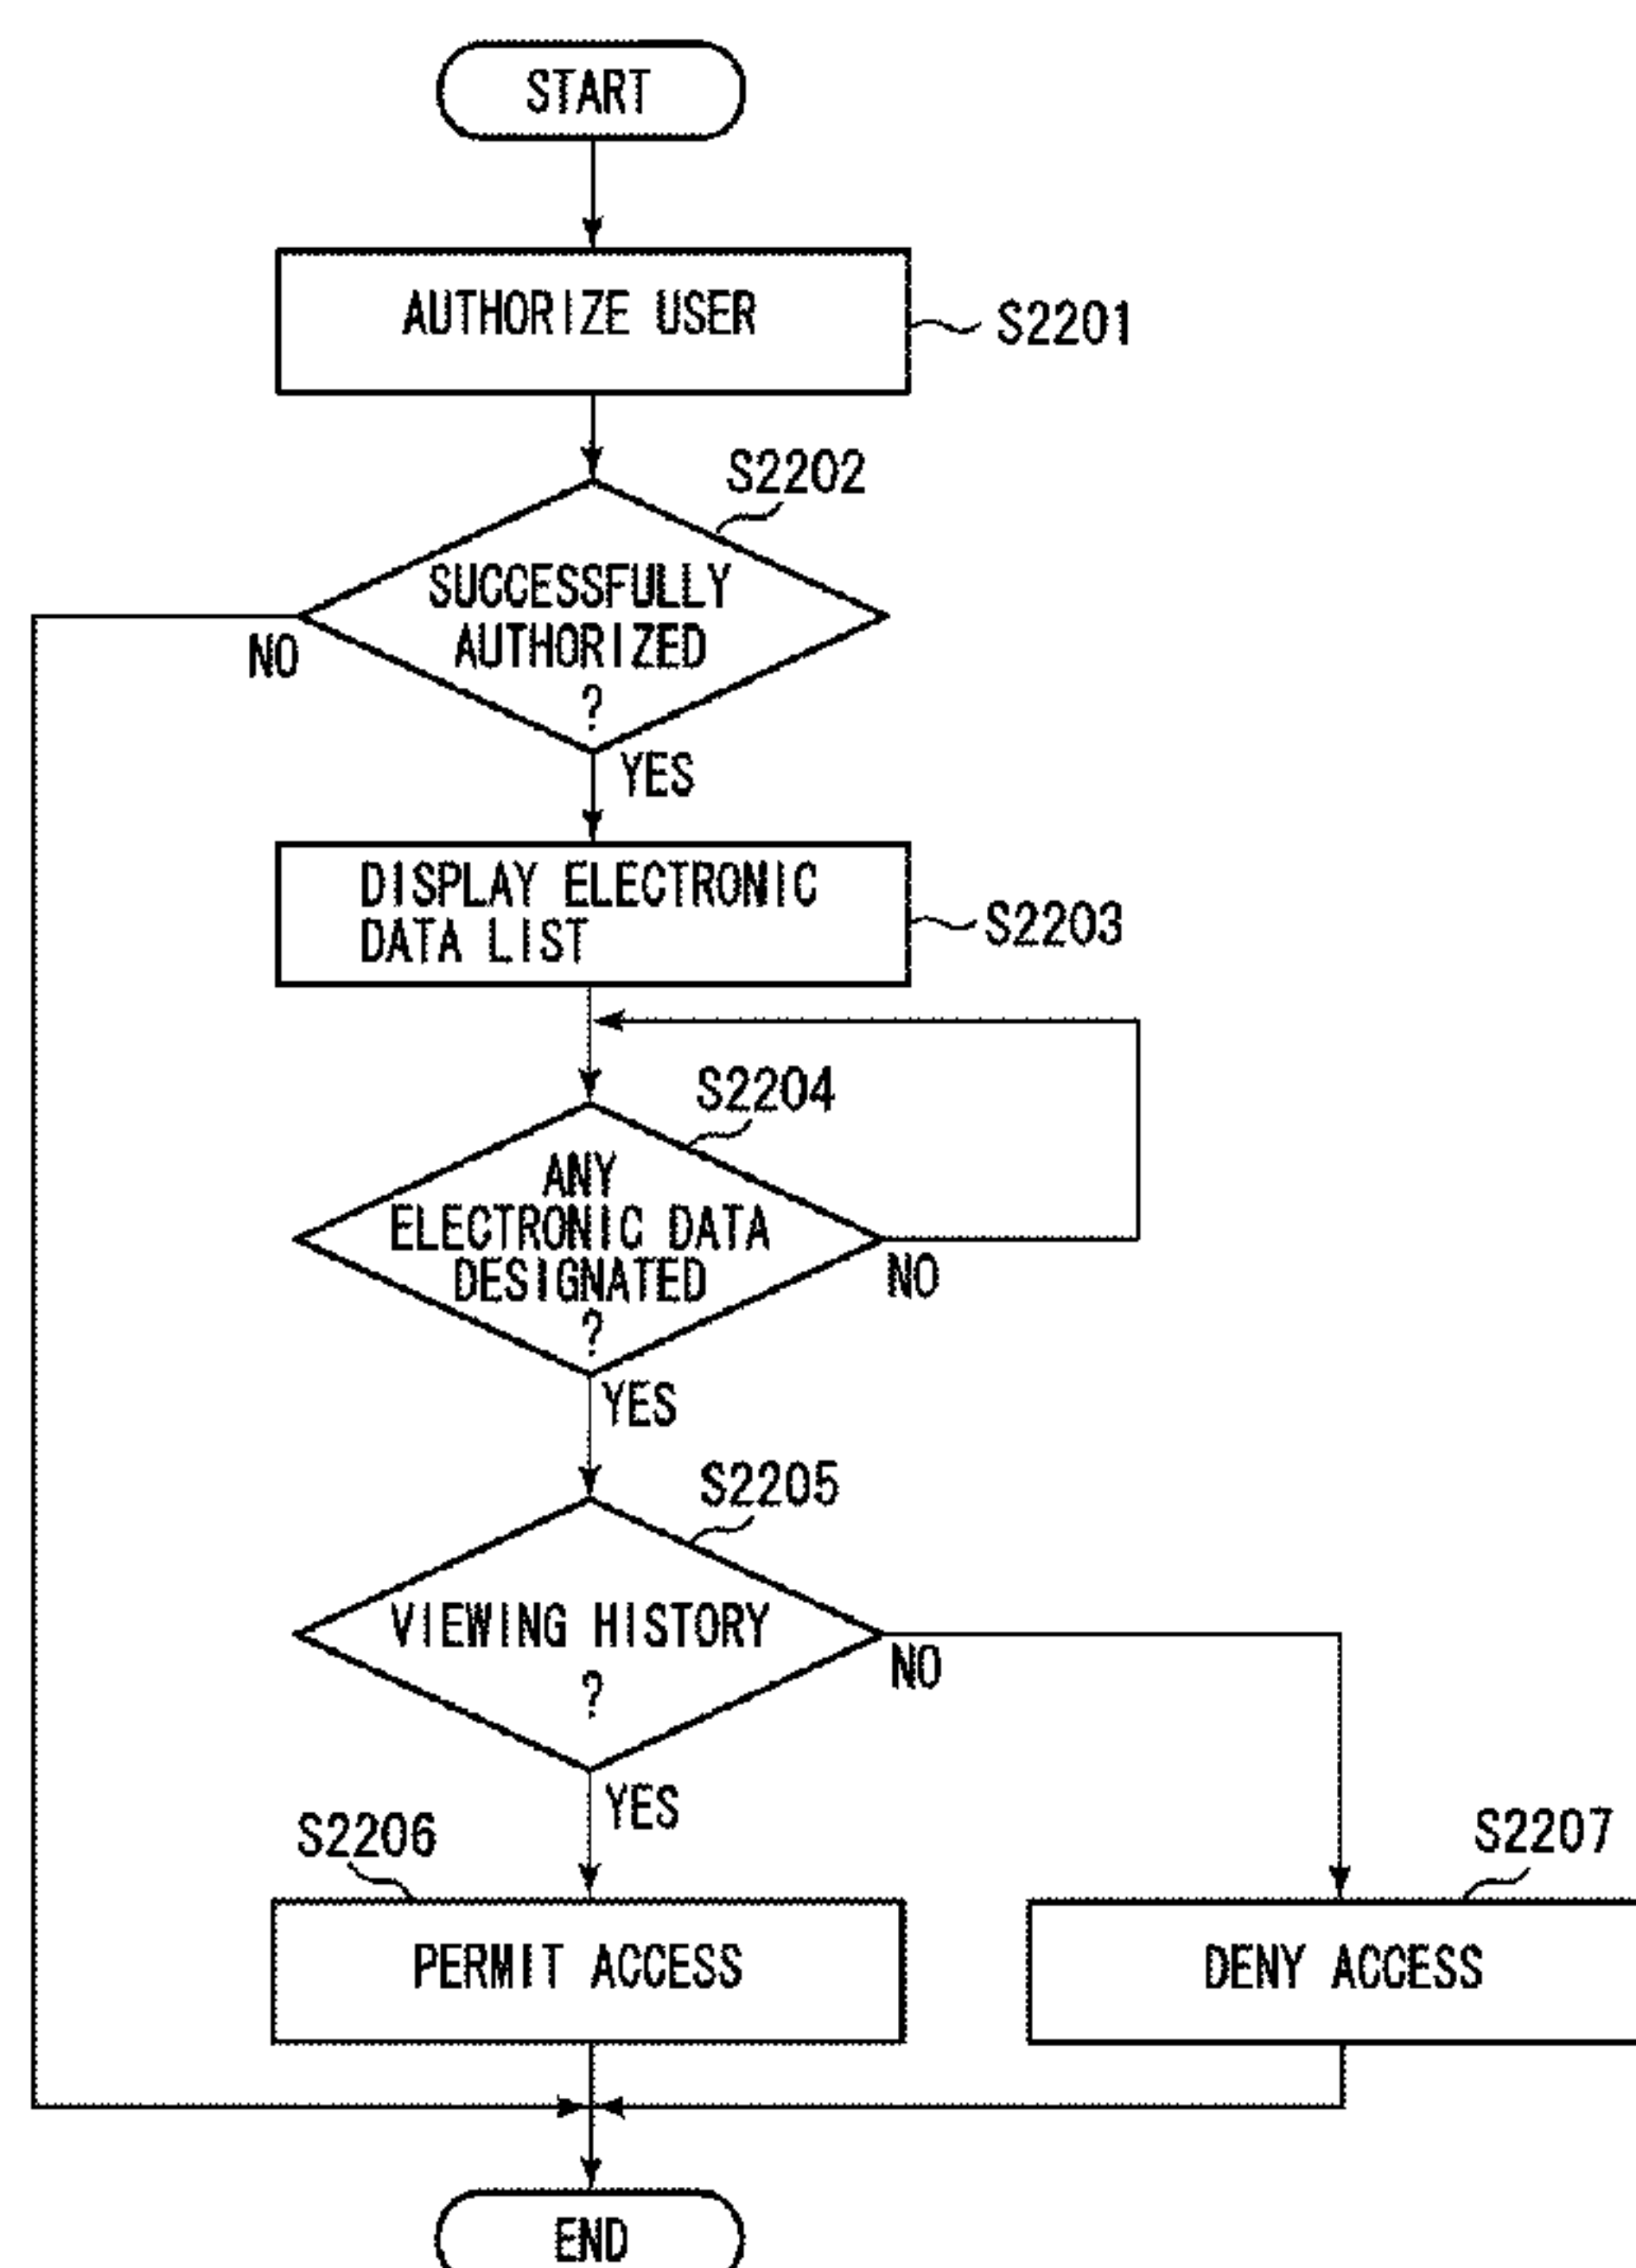 START
AUTHORIZE USER
S2201
S2202
SUCCESSFULLY
AUTHORIZED
?
NO
YES
DISPLAY ELECTRONIC
DATA LIST
S2203
S2204
ANY
ELECTRONIC DATA
DESIGNATED
?
NO
YES
S2205
VIEWING HISTORY
?
NO
YES
S2206
S2207
PERMIT ACCESS
DENY ACCESS
END